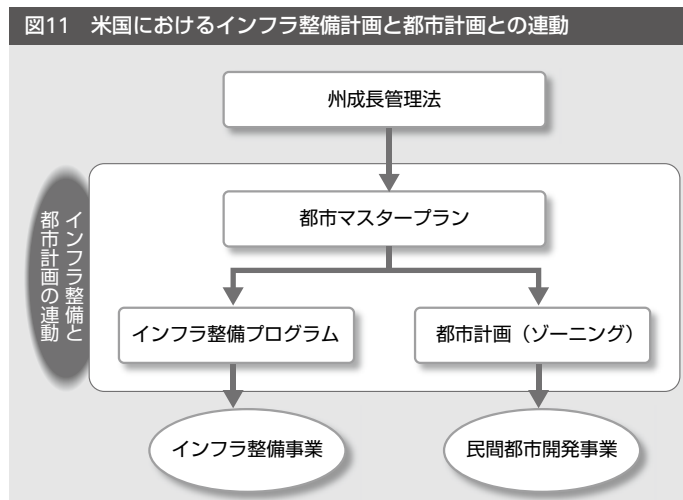 図11 米国におけるインフラ整備計画と都市計画との連動
州成長管理法
インフラ整備と
都市計画の連動
都市マスタープラン
インフラ整備プログラム
都市計画（ゾーニング）
インフラ整備事業
民間都市開発事業